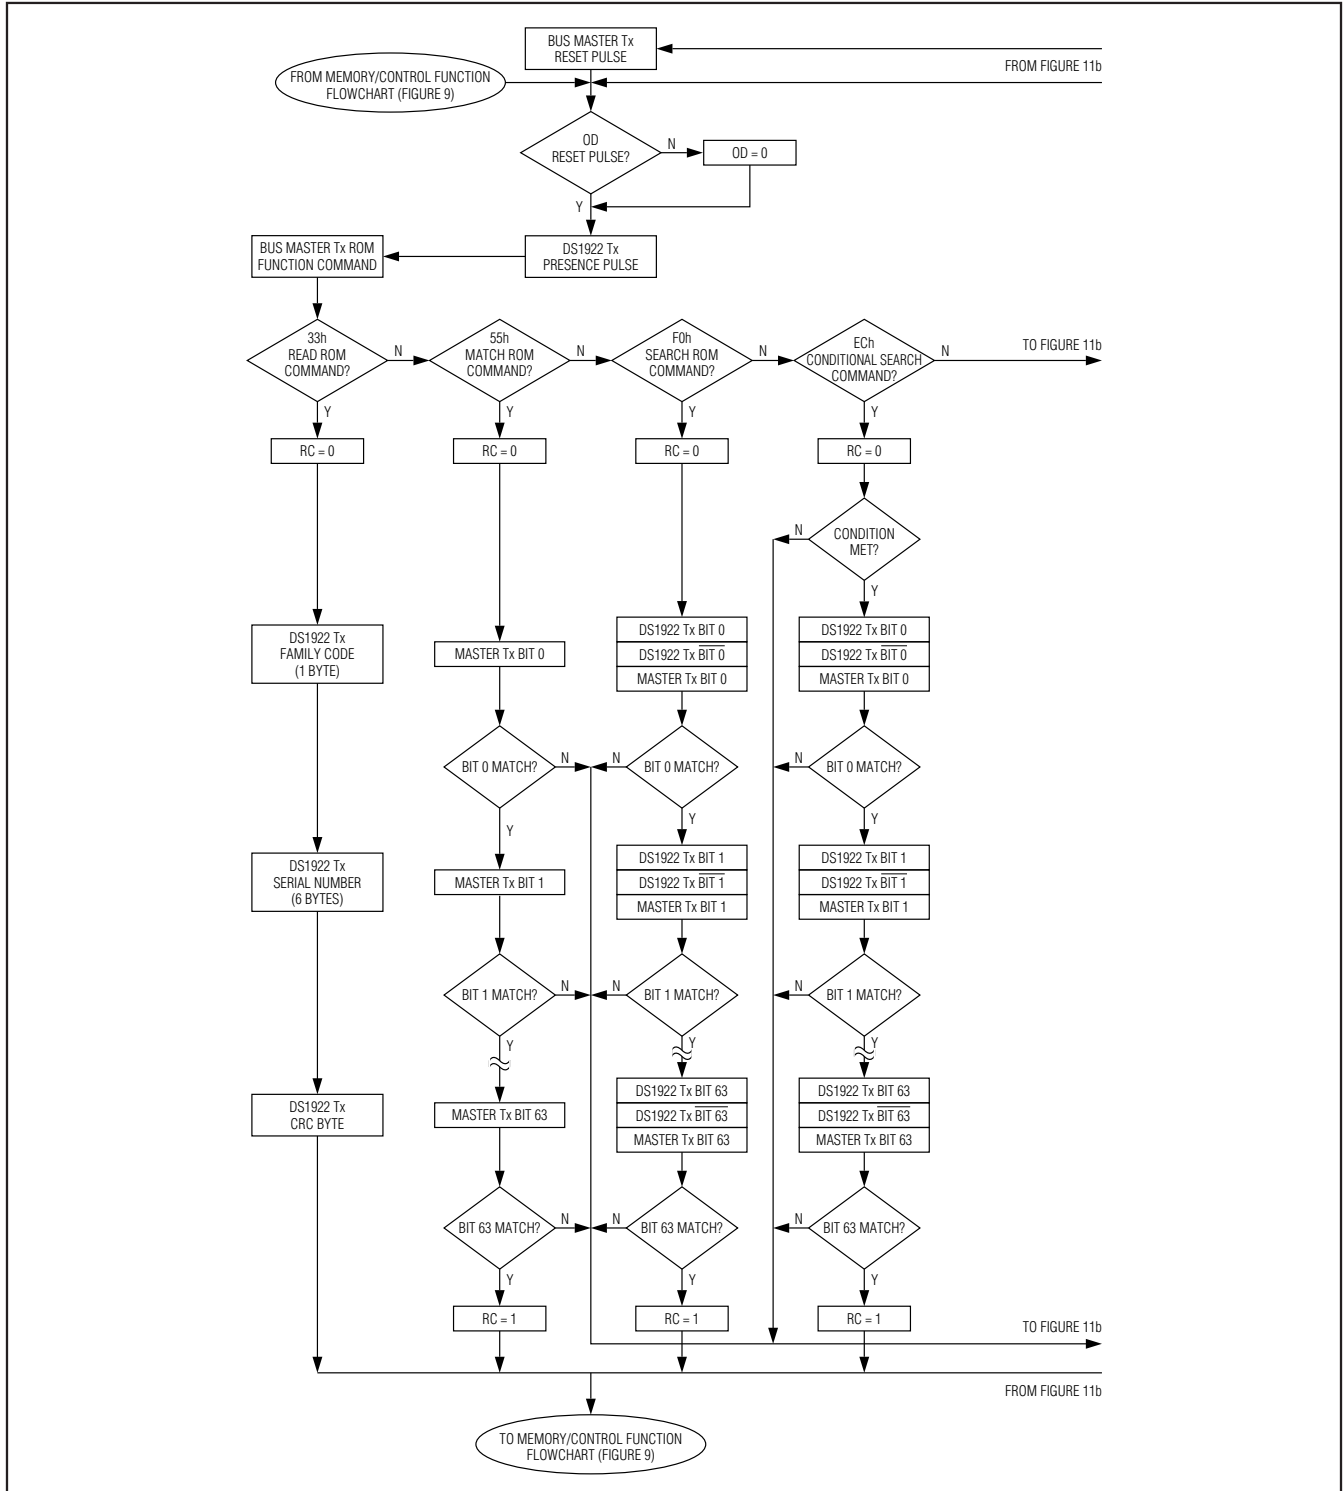 BUS MASTER Tx
RESET PULSE
FROM FIGURE 11b
FROM MEMORY/CONTROL FUNCTION
FLOWCHART (FIGURE 9)
OD
RESET PULSE?
N
OD = 0
Y
BUS MASTER Tx ROM
FUNCTION COMMAND
DS1922 Tx
PRESENCE PULSE
33h
READ ROM
COMMAND?
N
55h
MATCH ROM
COMMAND?
N
F0h
SEARCH ROM
COMMAND?
N
ECh
CONDITIONAL SEARCH
COMMAND?
N
TO FIGURE 11b
Y
Y
Y
Y
RC = 0
RC = 0
RC = 0
RC = 0
N
CONDITION
MET?
Y
DS1922 Tx
FAMILY CODE
(1 BYTE)
MASTER Tx BIT 0
DS1922 Tx BIT 0
DS1922 Tx B̅I̅T̅ ̅0̅
MASTER Tx BIT 0
DS1922 Tx BIT 0
DS1922 Tx B̅I̅T̅ ̅0̅
MASTER Tx BIT 0
BIT 0 MATCH?
N
N
BIT 0 MATCH?
N
BIT 0 MATCH?
Y
Y
Y
DS1922 Tx
SERIAL NUMBER
(6 BYTES)
MASTER Tx BIT 1
DS1922 Tx BIT 1
DS1922 Tx B̅I̅T̅ ̅1̅
MASTER Tx BIT 1
DS1922 Tx BIT 1
DS1922 Tx B̅I̅T̅ ̅1̅
MASTER Tx BIT 1
BIT 1 MATCH?
N
N
BIT 1 MATCH?
N
BIT 1 MATCH?
Y
Y
Y
DS1922 Tx
CRC BYTE
MASTER Tx BIT 63
DS1922 Tx BIT 63
DS1922 Tx B̅I̅T̅ ̅6̅3̅
MASTER Tx BIT 63
DS1922 Tx BIT 63
DS1922 Tx B̅I̅T̅ ̅6̅3̅
MASTER Tx BIT 63
BIT 63 MATCH?
N
N
BIT 63 MATCH?
N
BIT 63 MATCH?
Y
Y
Y
RC = 1
RC = 1
RC = 1
TO FIGURE 11b
FROM FIGURE 11b
TO MEMORY/CONTROL FUNCTION
FLOWCHART (FIGURE 9)